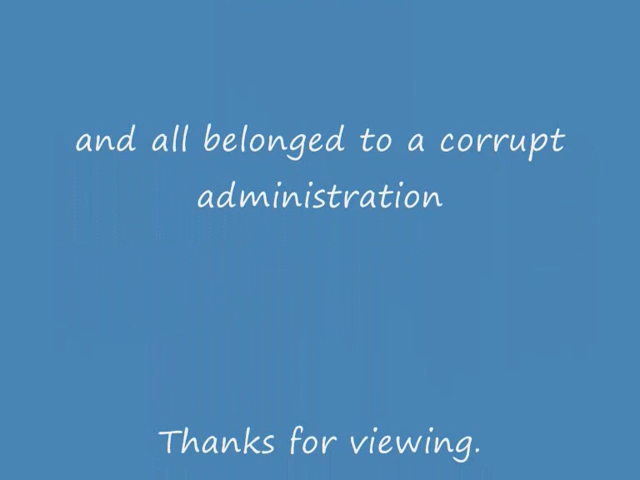 and all belonged to a corrupt
administration
Thanks for viewing.